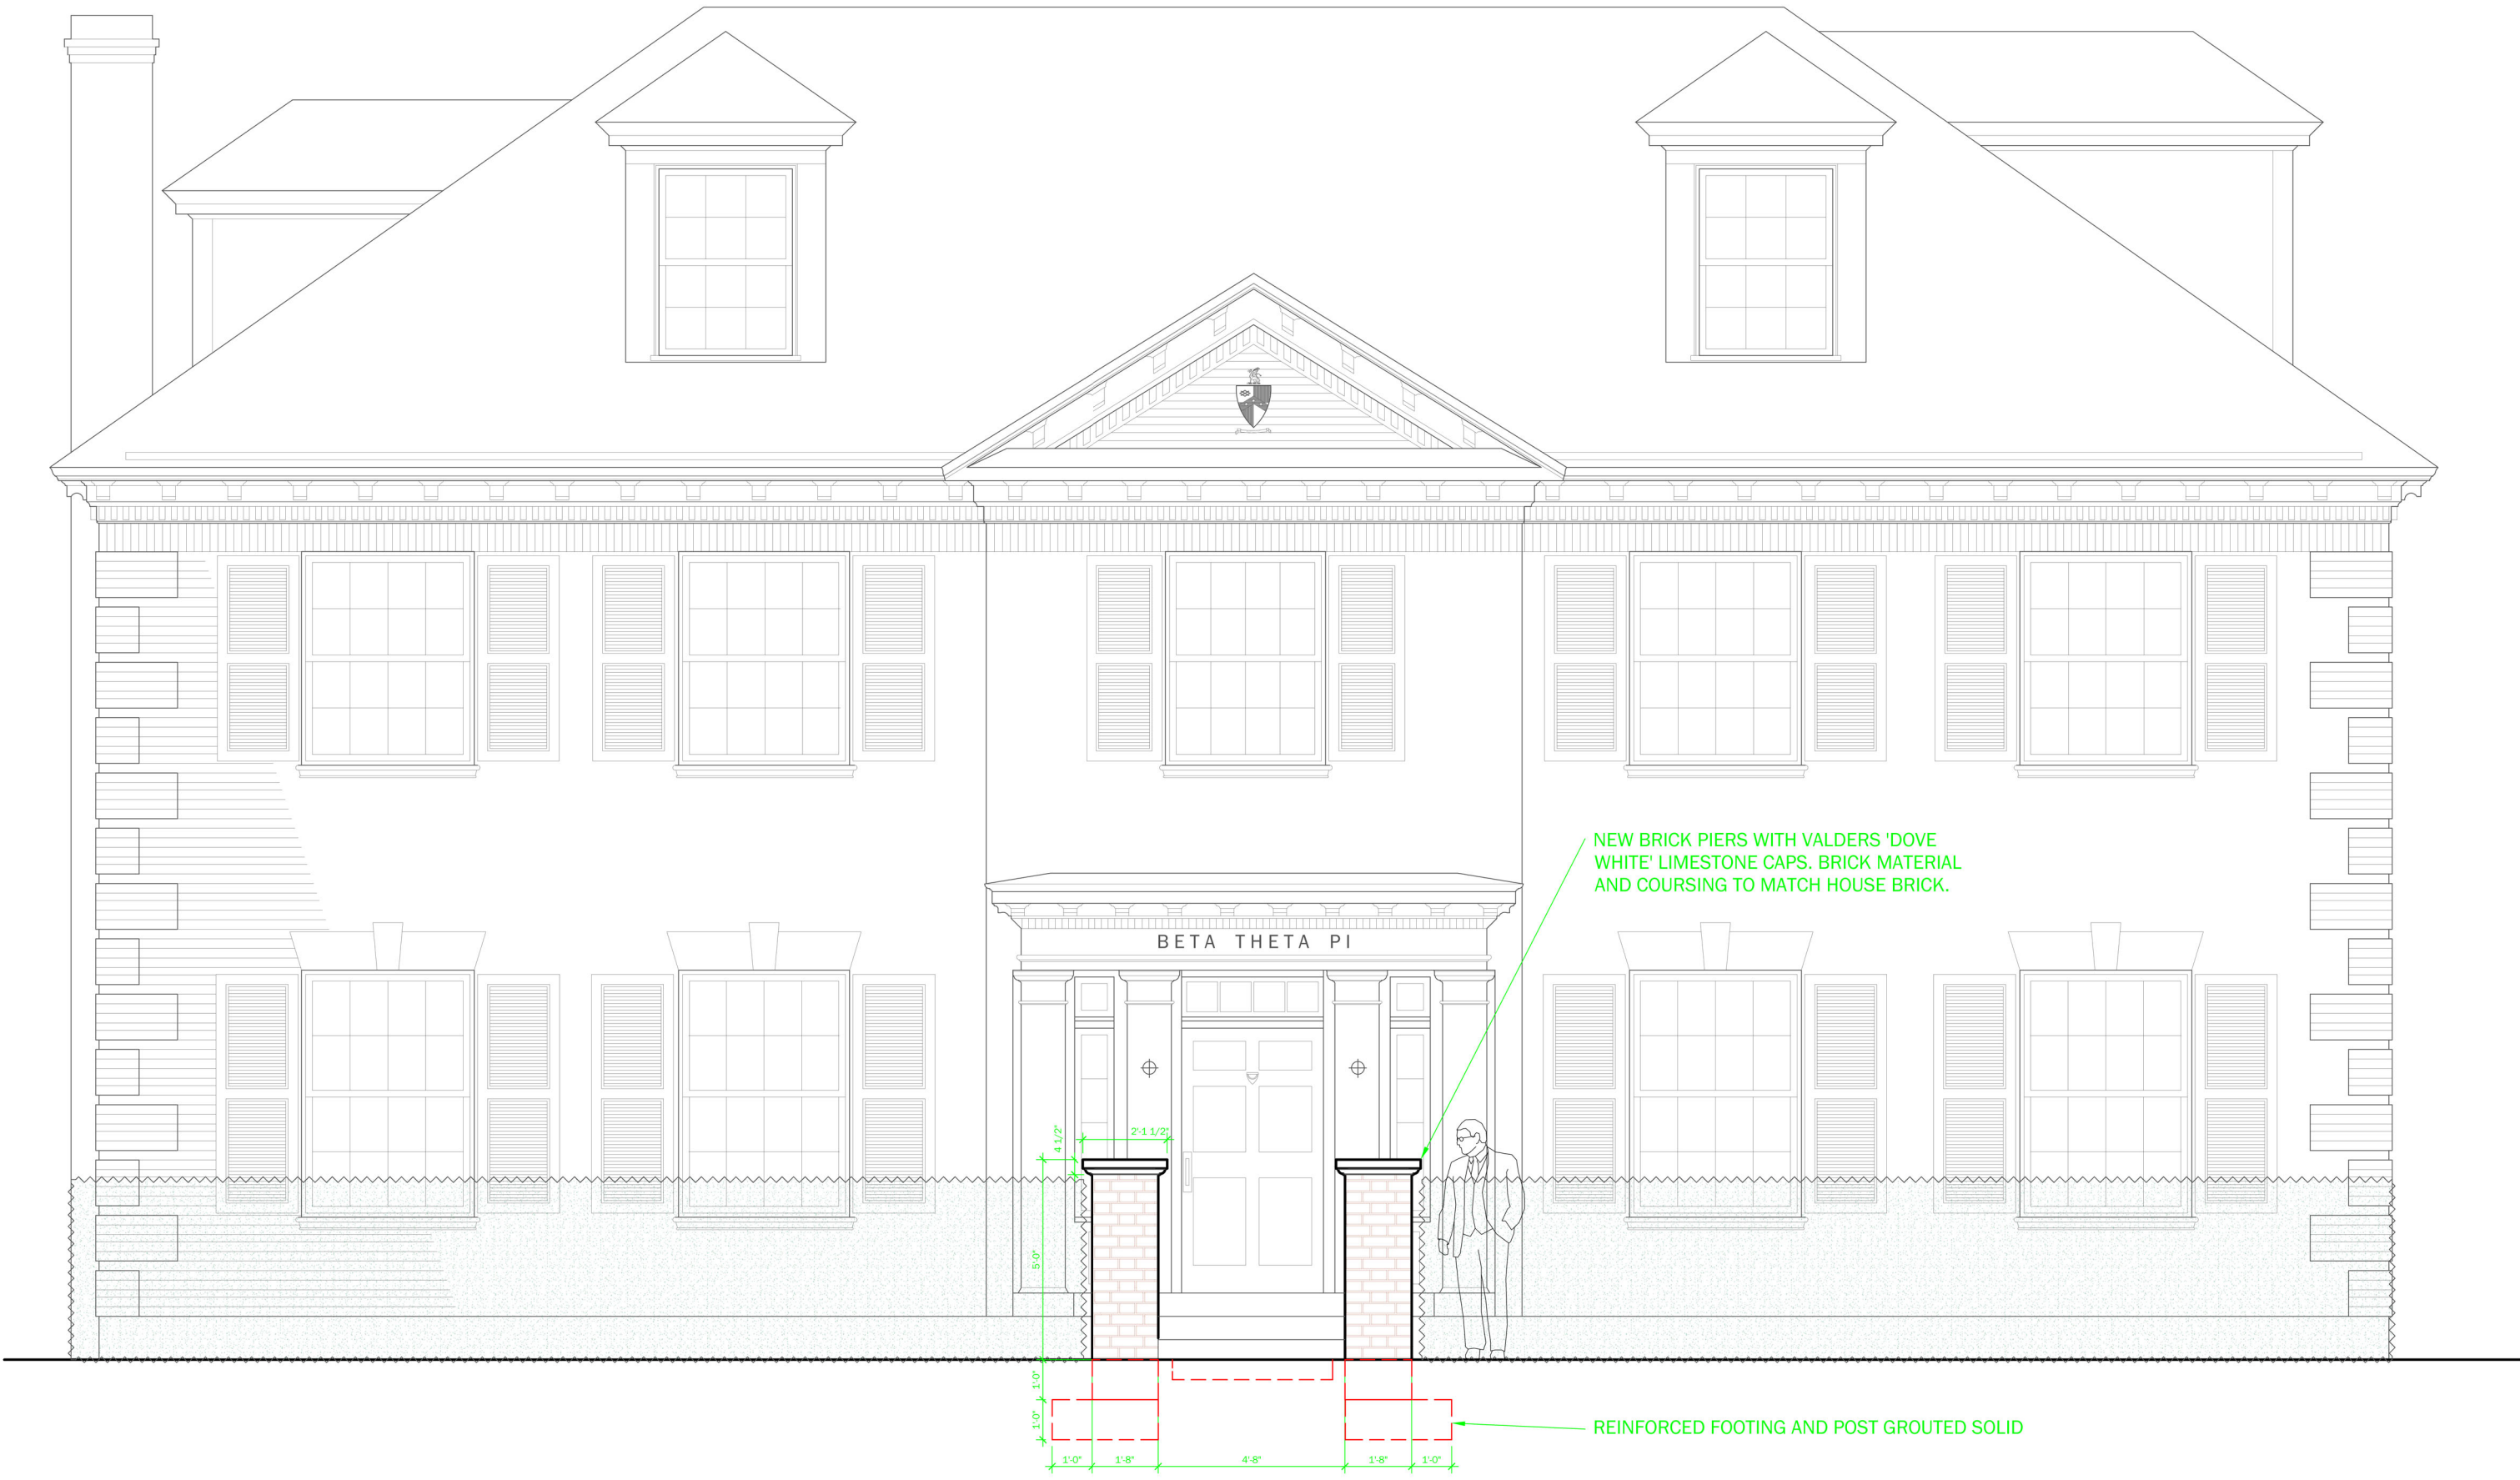 NEW BRICK PIERS WITH VALDERS 'DOVE
WHITE' LIMESTONE CAPS. BRICK MATERIAL
AND COURSING TO MATCH HOUSE BRICK.
BETA THETA PI
4 1/2"
2'-1 1/2"
5'-0"
1'-0"
1'-0"
REINFORCED FOOTING AND POST GROUTED SOLID
1'-0"
1'-8"
4'-8"
1'-8"
1'-0"